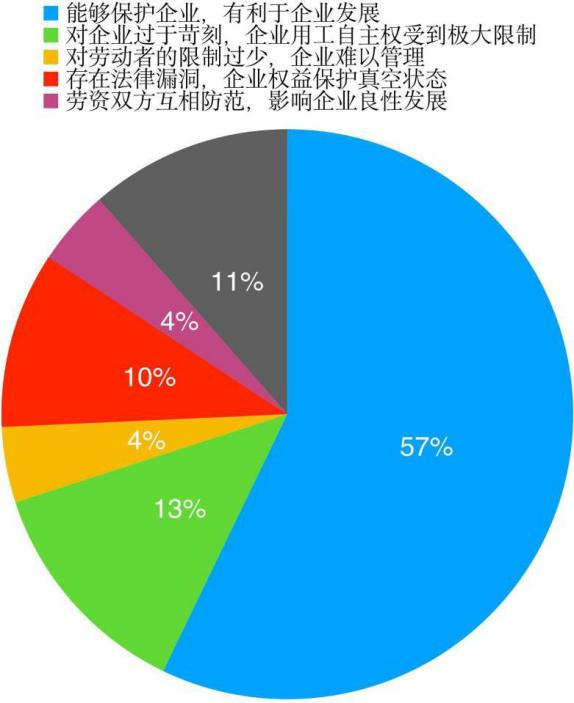 能够保护企业，有利于企业发展
对企业过于苛刻，企业用工自主权受到极大限制
对劳动者的限制过少，企业难以管理
存在法律漏洞，企业权益保护真空状态
劳资双方互相防范，影响企业良性发展
11%
4%
10%
57%
4%
13%